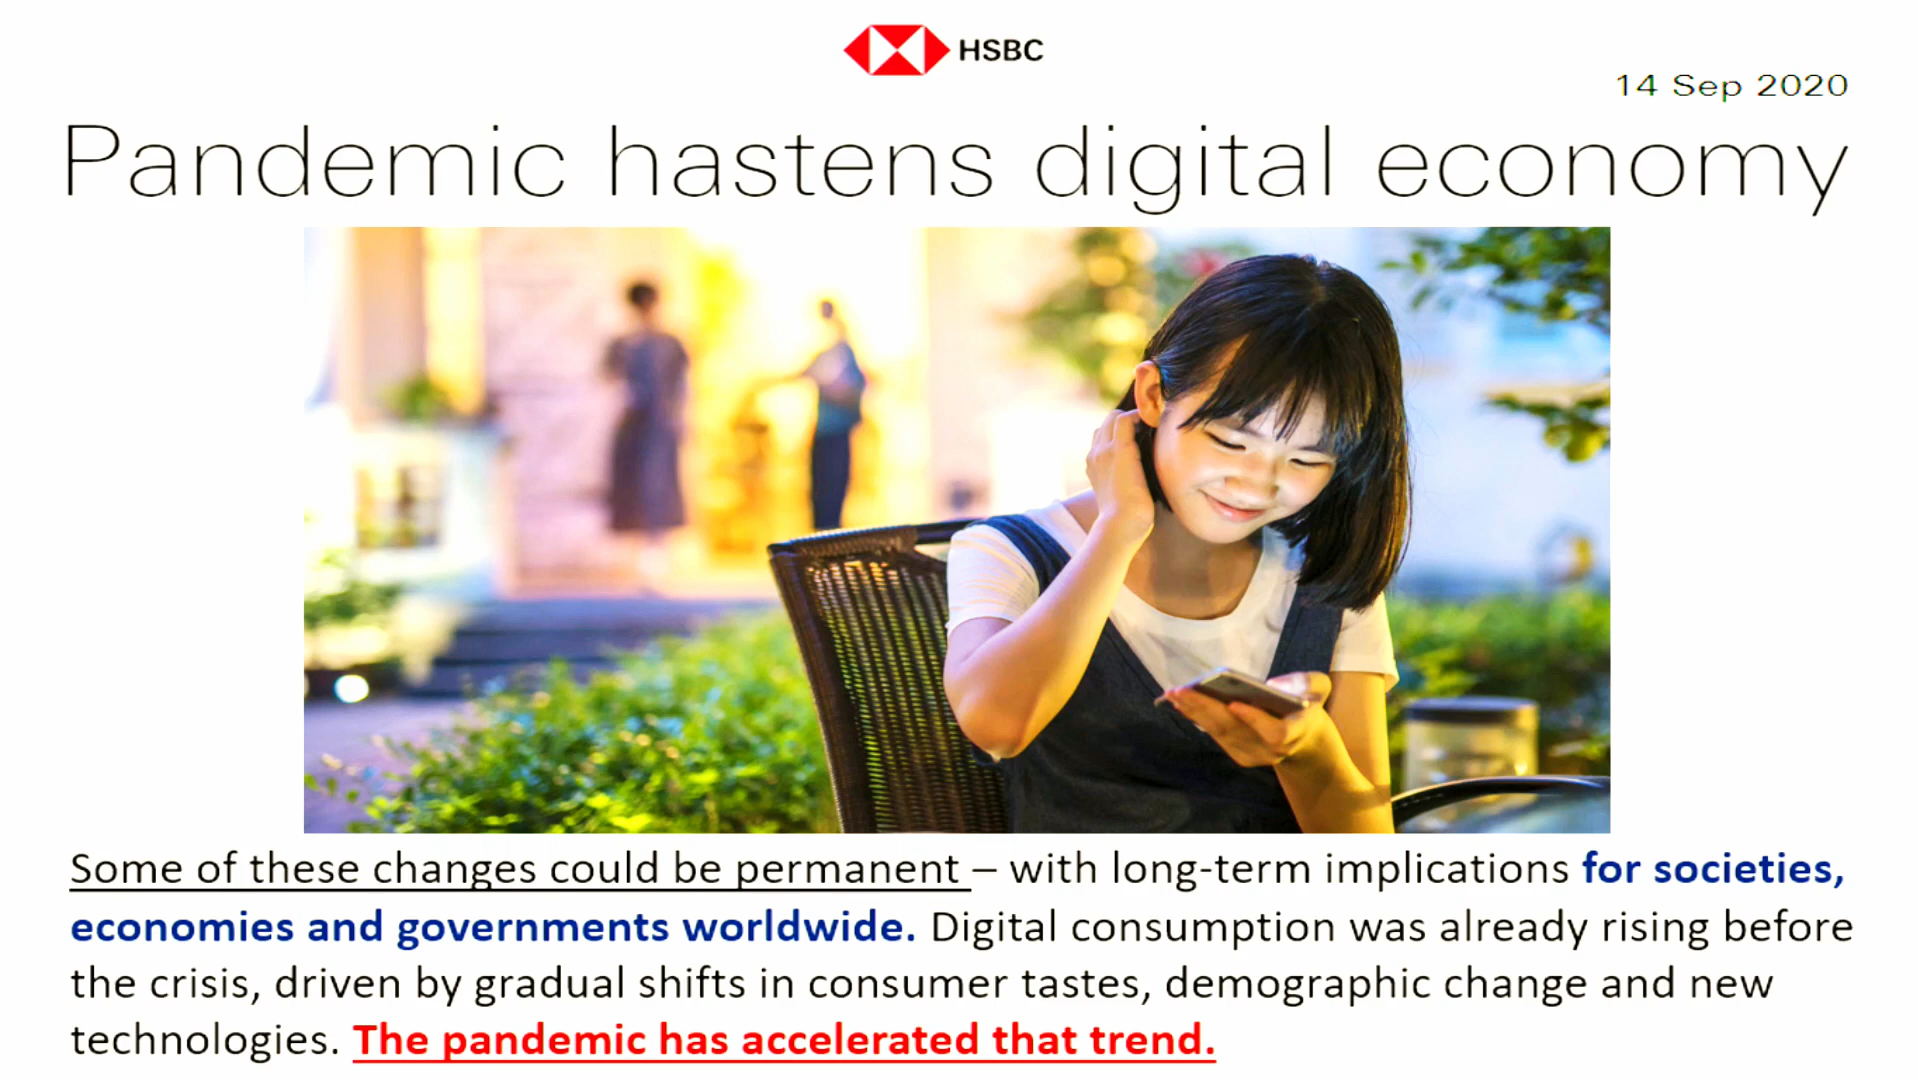 HSBC
14 Sep 2020
Pandemic hastens digital economy
Some of these changes could be permanent – with long-term implications for societies,
economies and governments worldwide. Digital consumption was already rising before
the crisis, driven by gradual shifts in consumer tastes, demographic change and new
technologies. The pandemic has accelerated that trend.